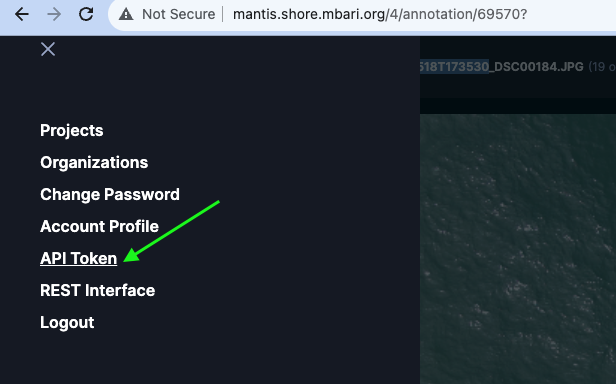 Not Secure mantis.shore.mbari.org/4/annotation/69570?
518T173530_DSC00184.JPG (19 o
Projects
Organizations
Change Password
Account Profile
API Token
REST Interface
Logout